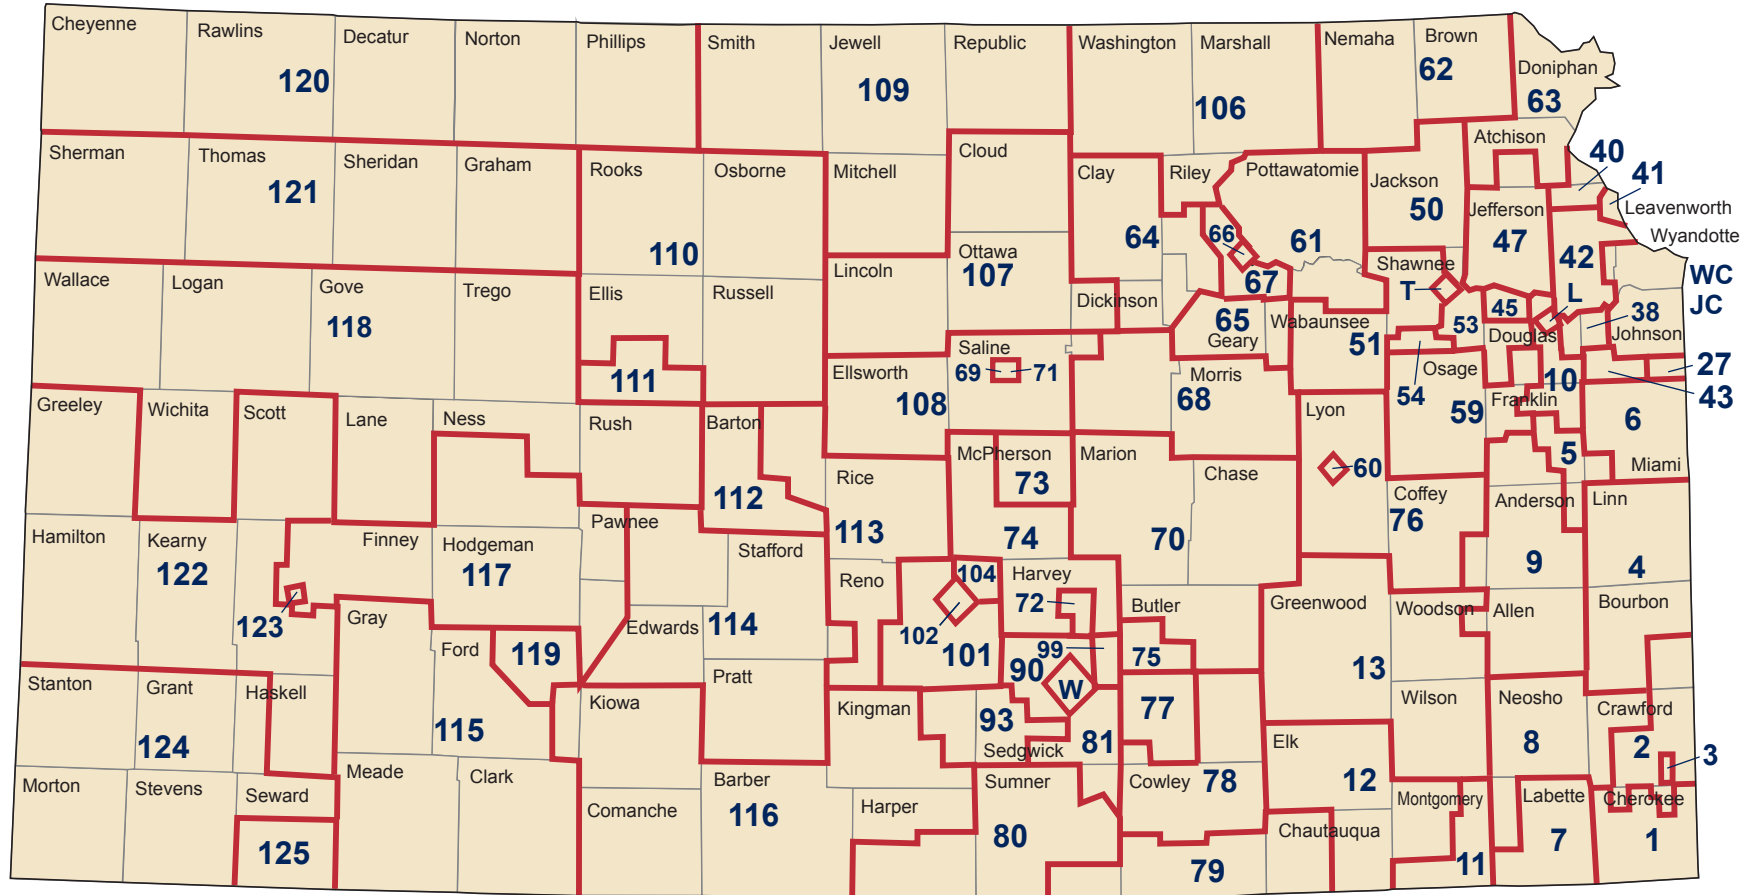 Cheyenne
Rawlins
Decatur
Norton
Phillips
Smith
Jewell
Republic
Washington
Marshall
Nemaha
Brown
Doniphan
120
109
106
62
63
Sherman
Thomas
Sheridan
Graham
Rooks
Osborne
Mitchell
Cloud
Clay
Riley
Pottawatomie
Jackson
Atchison
40
41
121
110
64
66
61
50
Jefferson
47
Leavenworth
Wyandotte
Wallace
Logan
Gove
Trego
Ellis
Russell
Lincoln
Ottawa
107
Dickinson
67
Shawnee
T
42
L
WC
JC
118
111
65
Geary
Wabaunsee
51
53
45
Douglas
38
Johnson
Saline
69
71
Ellsworth
108
Morris
68
54
Osage
59
10
Franklin
27
43
6
Greeley
Wichita
Scott
Lane
Ness
Rush
Barton
112
Rice
McPherson
73
Marion
Chase
Lyon
60
5
Miami
Hamilton
Kearny
122
Finney
Hodgeman
117
Pawnee
Stafford
113
74
70
Coffey
76
Anderson
Linn
9
4
123
Gray
Ford
119
Edwards
114
Reno
104
102
101
Harvey
72
99
90
W
Butler
75
Greenwood
13
Woodson
Allen
Bourbon
Stanton
Grant
124
Haskell
115
Kiowa
Pratt
Kingman
93
Sedgwick
81
77
Wilson
Neosho
8
Crawford
2
3
Morton
Stevens
Seward
125
Meade
Clark
Comanche
Barber
116
Harper
Sumner
80
Cowley
78
79
Elk
12
Chautauqua
Montgomery
11
Labette
7
Cherokee
1